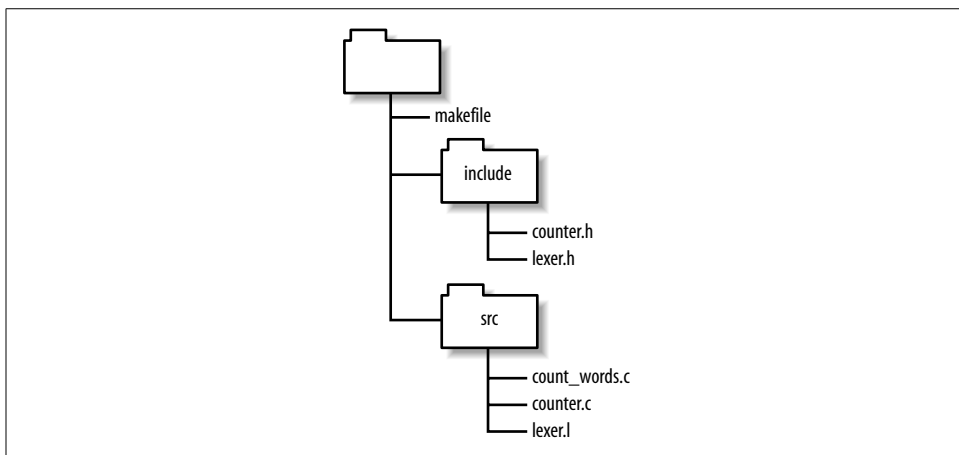 makefile
include
counter.h
lexer.h
src
count_words.c
counter.c
lexer.l